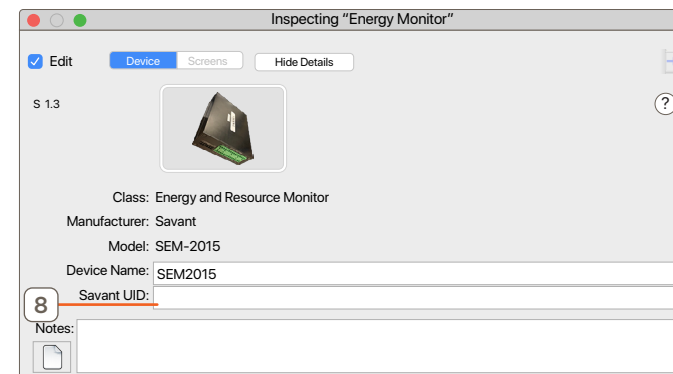 Inspecting “Energy Monitor”
Edit Device Screens Hide Details
S 1.3 ?
Class: Energy and Resource Monitor
Manufacturer: Savant
Model: SEM-2015
Device Name: SEM2015
Savant UID:
8
Notes: